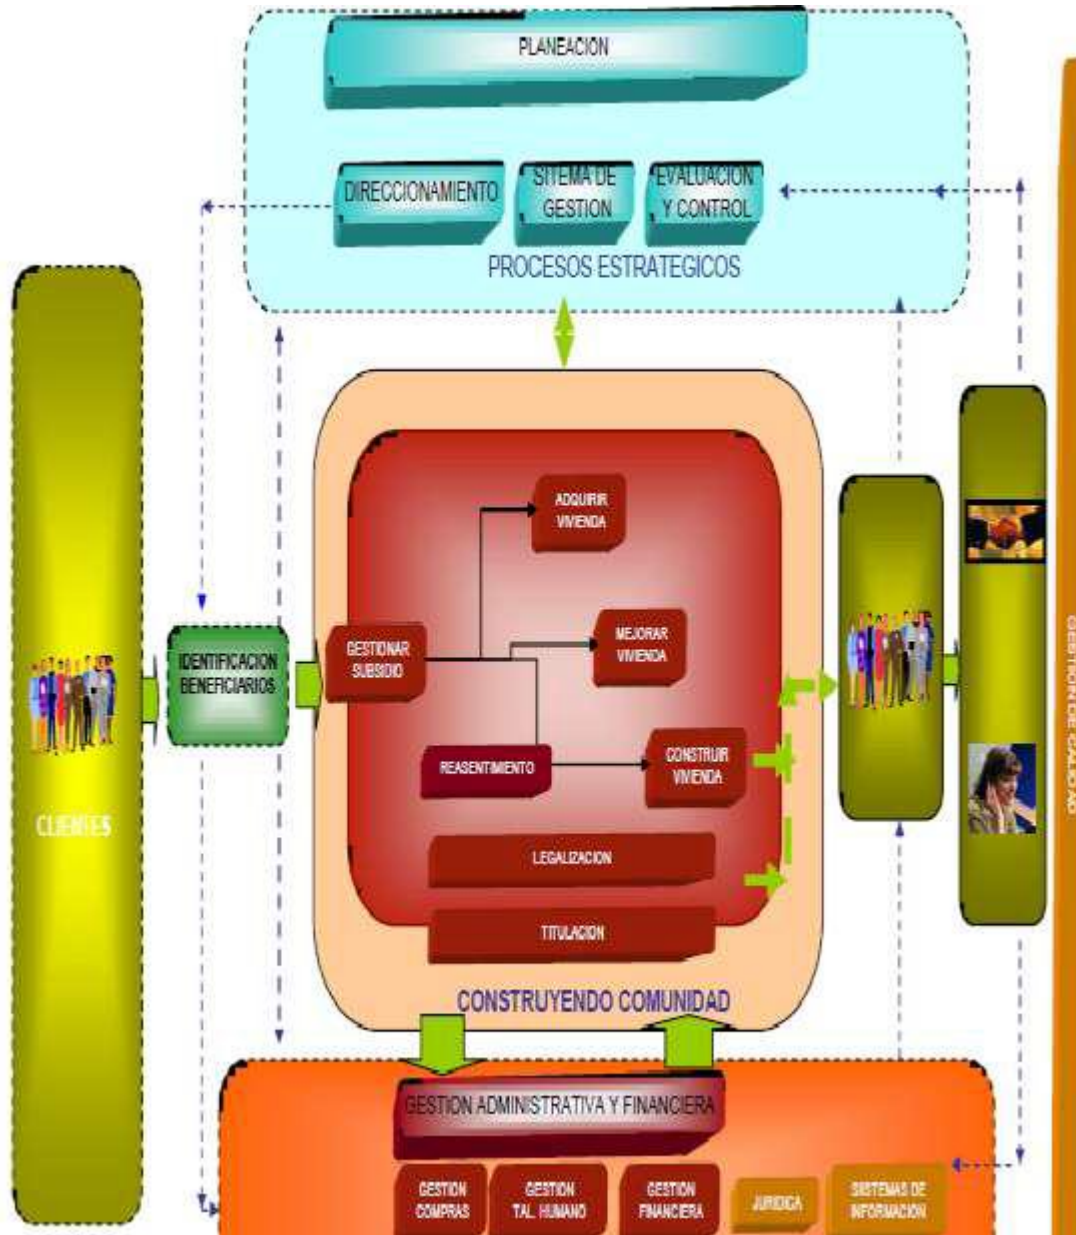 PLANEACION
DIRECCIONAMIENTO
SITEMA DE
GESTION
EVALUACION
Y CONTROL
PROCESOS ESTRATEGICOS
CLIENTES
IDENTIFICACION
BENEFICIARIOS
GESTIONAR
SUBSIDIO
ADQUIRIR
VIVIENDA
MEJORAR
VIVIENDA
REASENTIMIENTO
CONSTRUIR
VIVIENDA
LEGALIZACION
TITULACION
CONSTRUYENDO COMUNIDAD
GESTION DE CALIDAD
GESTION ADMINISTRATIVA Y FINANCIERA
GESTION
COMPRAS
GESTION
TAL. HUMANO
GESTION
FINANCIERA
JURIDICA
SISTEMAS DE
INFORMACION